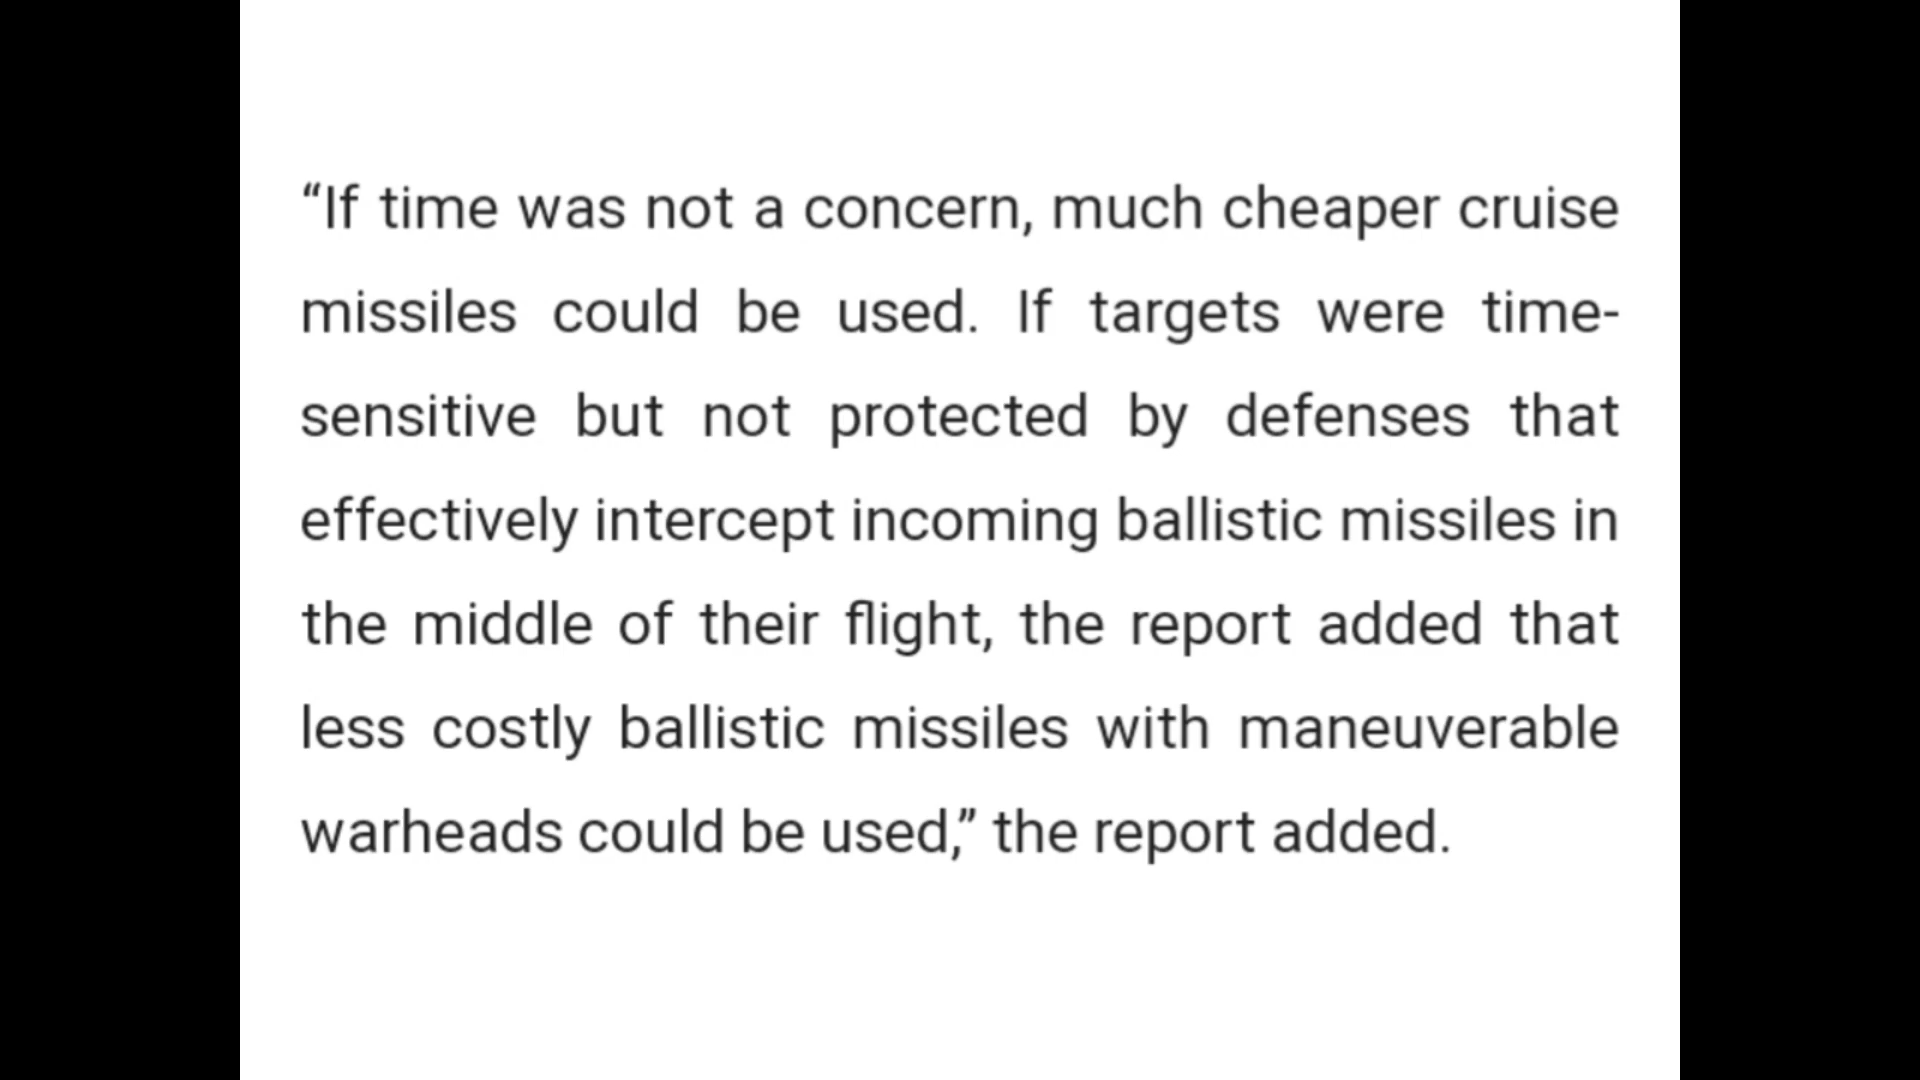 “If time was not a concern, much cheaper cruise
missiles could be used. If targets were time-
sensitive but not protected by defenses that
effectively intercept incoming ballistic missiles in
the middle of their flight, the report added that
less costly ballistic missiles with maneuverable
warheads could be used,” the report added.